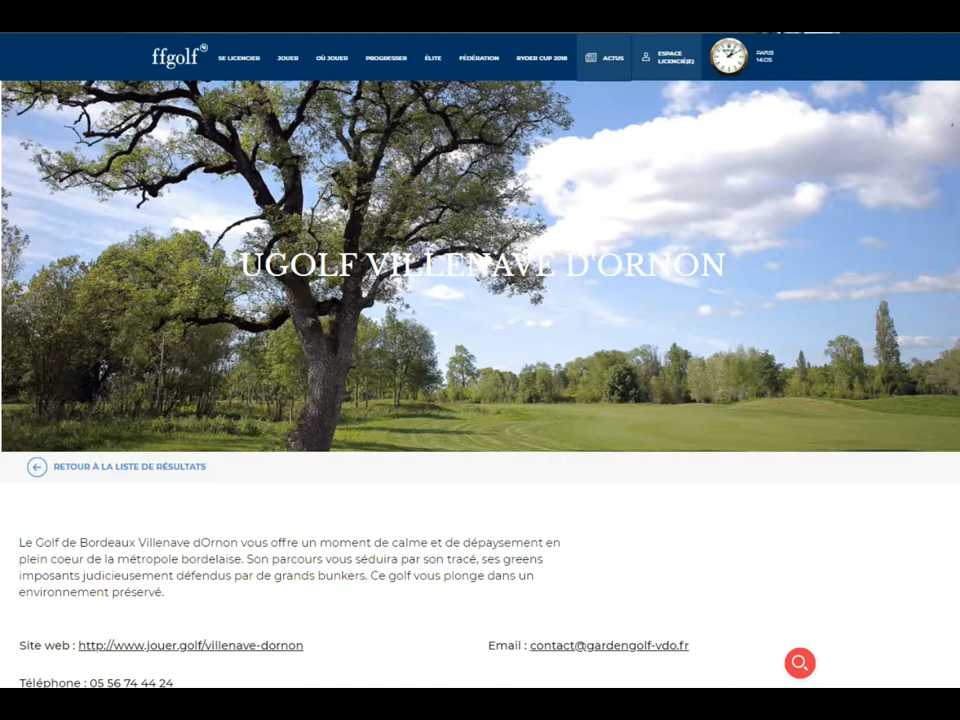 ffgolf
SE LICENCIER JOUER OÙ JOUER PROGRESSER ÉLITE FÉDÉRATION RYDER CUP 2018 ACTUS
ESPACE
LICENCIÉ(E)
PARIS
14:05
UGOLF VILLENAVE D'ORNON
RETOUR À LA LISTE DE RÉSULTATS
Le Golf de Bordeaux Villenave dOrnon vous offre un moment de calme et de dépaysement en
plein coeur de la métropole bordelaise. Son parcours vous séduira par son tracé, ses greens
imposants judicieusement défendus par de grands bunkers. Ce golf vous plonge dans un
environnement préservé.
Site web : http://www.jouer.golf/villenave-dornon
Email : contact@gardengolf-vdo.fr
Téléphone : 05 56 74 44 24